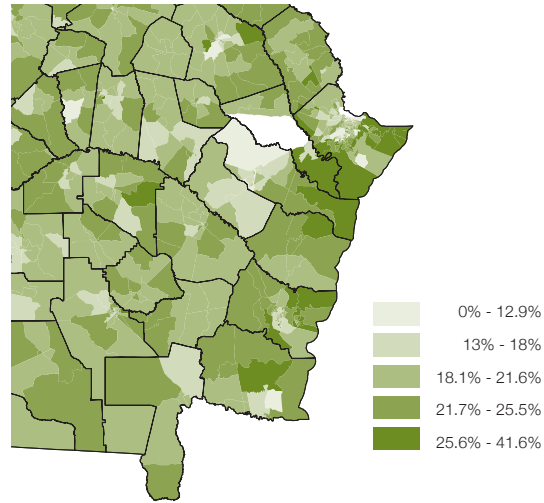 0% - 12.9%
13% - 18%
18.1% - 21.6%
21.7% - 25.5%
25.6% - 41.6%